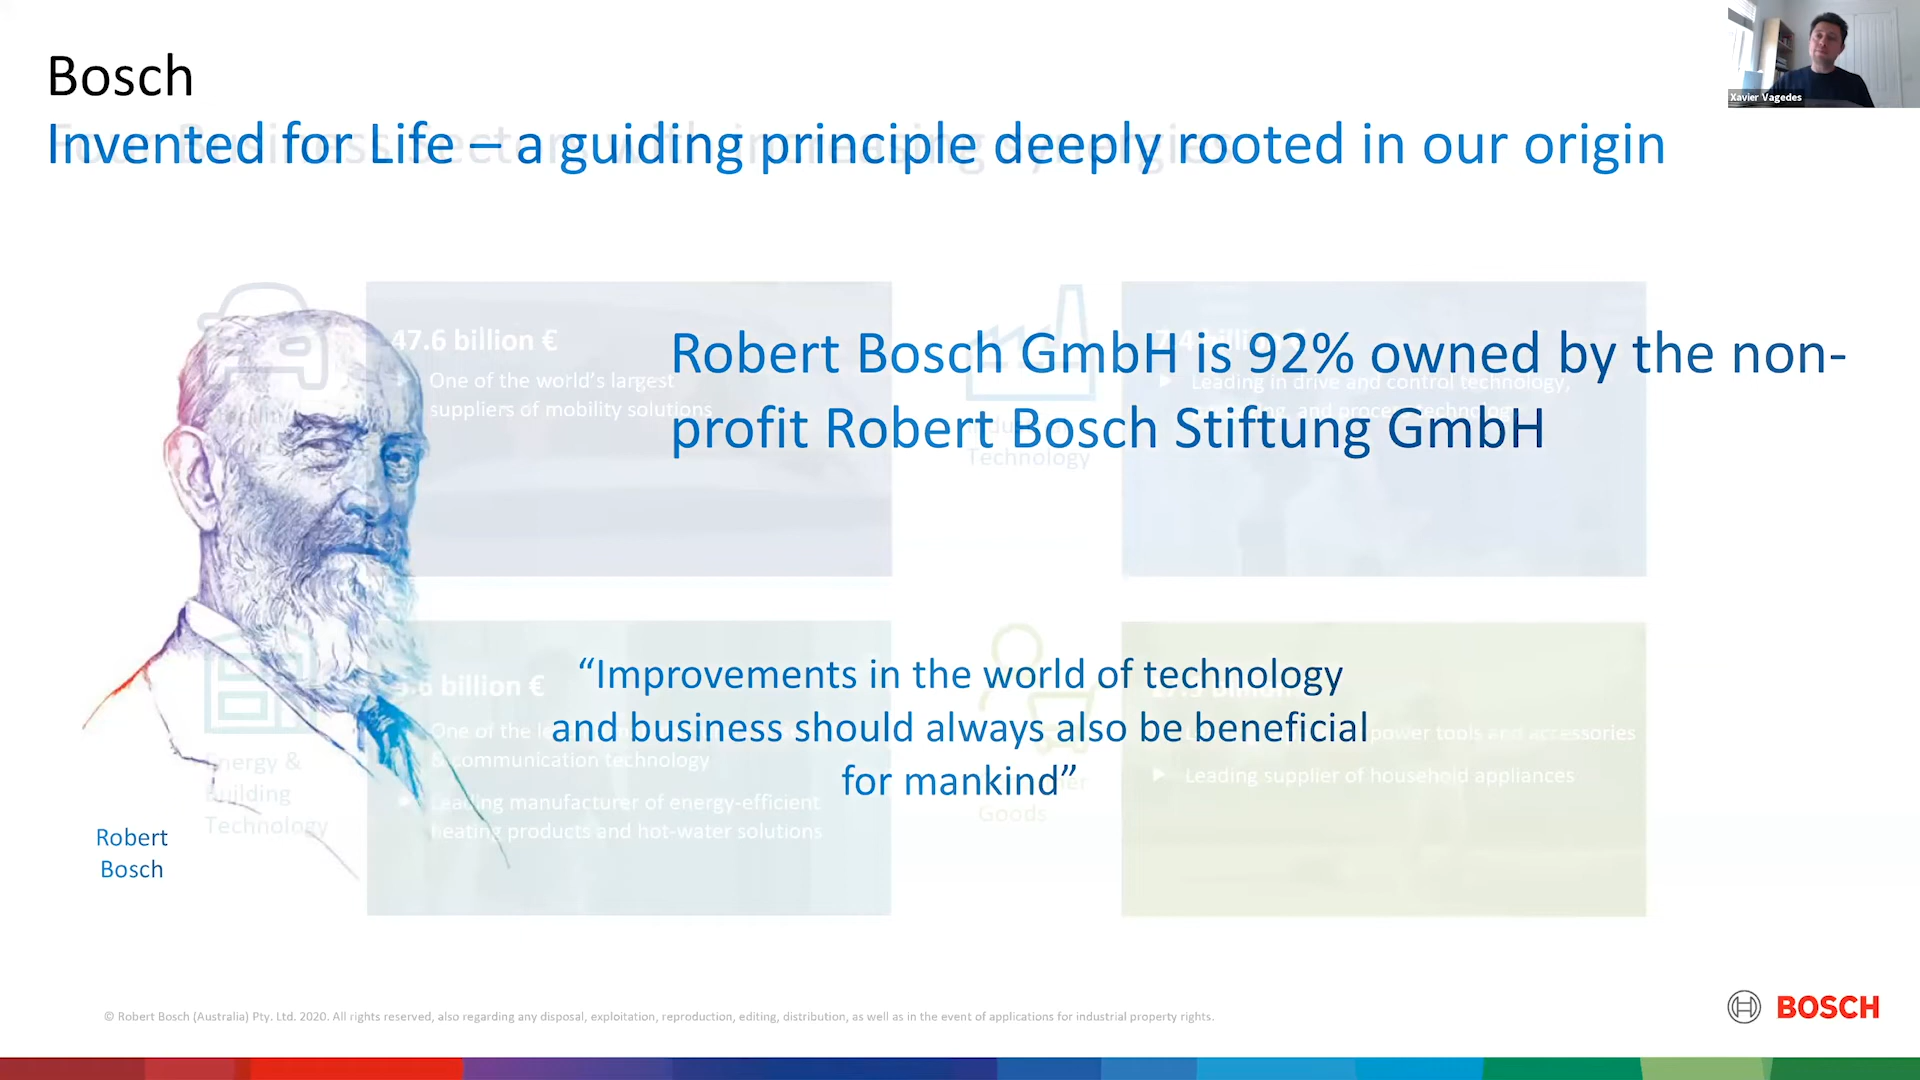 Bosch
Invented for Life – a guiding principle deeply rooted in our origin
Xavier Vagedes
47.6 billion €
One of the world's largest
suppliers of mobility solutions
Robert Bosch GmbH is 92% owned by the non-
profit Robert Bosch Stiftung GmbH
Leading in drive and control technology,
Technology
billion €
One of the
& communication technology
Leading manufacturer of energy-efficient
heating products and hot-water solutions
Energy &
Building
Technology
"Improvements in the world of technology
and business should always also be beneficial
for mankind"
Goods
power tools and accessories
Leading supplier of household appliances
Robert
Bosch
© Robert Bosch (Australia) Pty. Ltd. 2020. All rights reserved, also regarding any disposal, exploitation, reproduction, editing, distribution, as well as in the event of applications for industrial property rights.
BOSCH